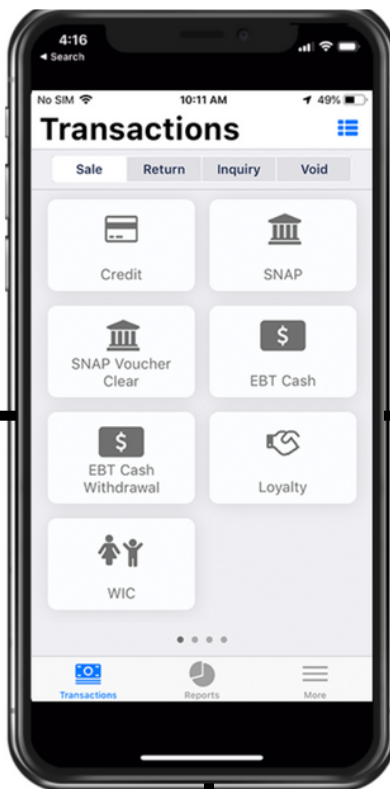 4:16
◀ Search
No SIM 10:11 AM 49%
Transactions
Sale Return Inquiry Void
Credit SNAP
SNAP Voucher
Clear
EBT Cash
EBT Cash
Withdrawal
Loyalty
WIC
Transactions Reports More